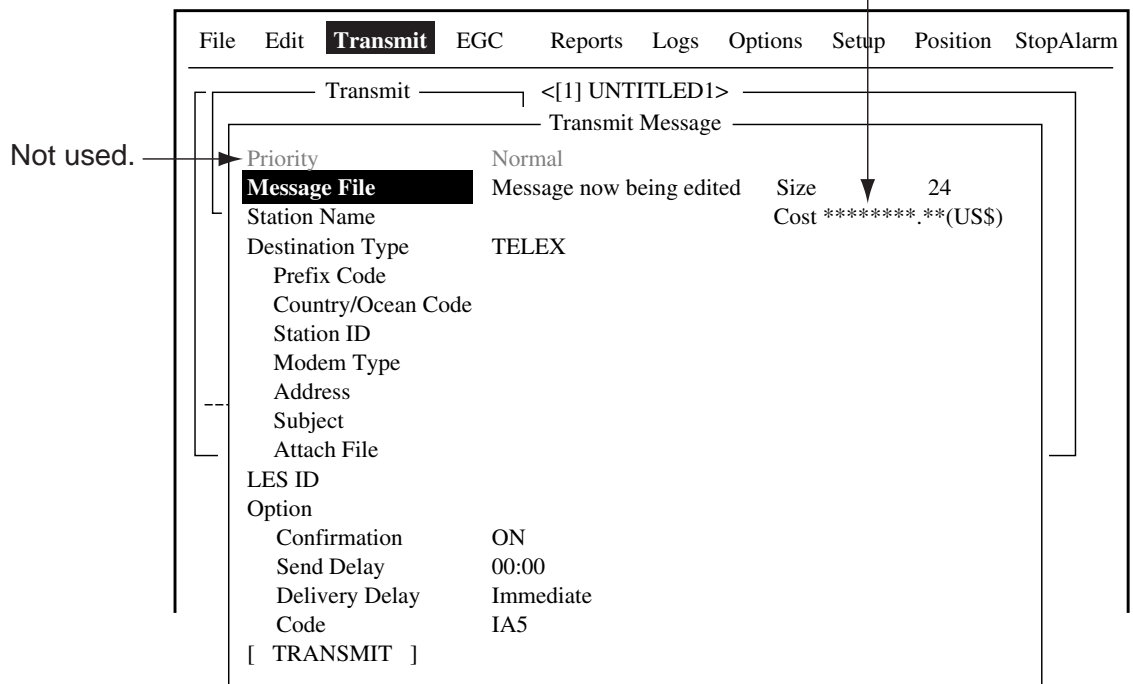 File Edit Transmit EGC Reports Logs Options Setup Position StopAlarm
Transmit <[1] UNTITLED1>
Transmit Message
Not used.
Priority Normal
Message File Message now being edited Size 24
Station Name Cost ********.**(US$)
Destination Type TELEX
Prefix Code
Country/Ocean Code
Station ID
Modem Type
Address
Subject
Attach File
LES ID
Option
Confirmation ON
Send Delay 00:00
Delivery Delay Immediate
Code IA5
[ TRANSMIT ]